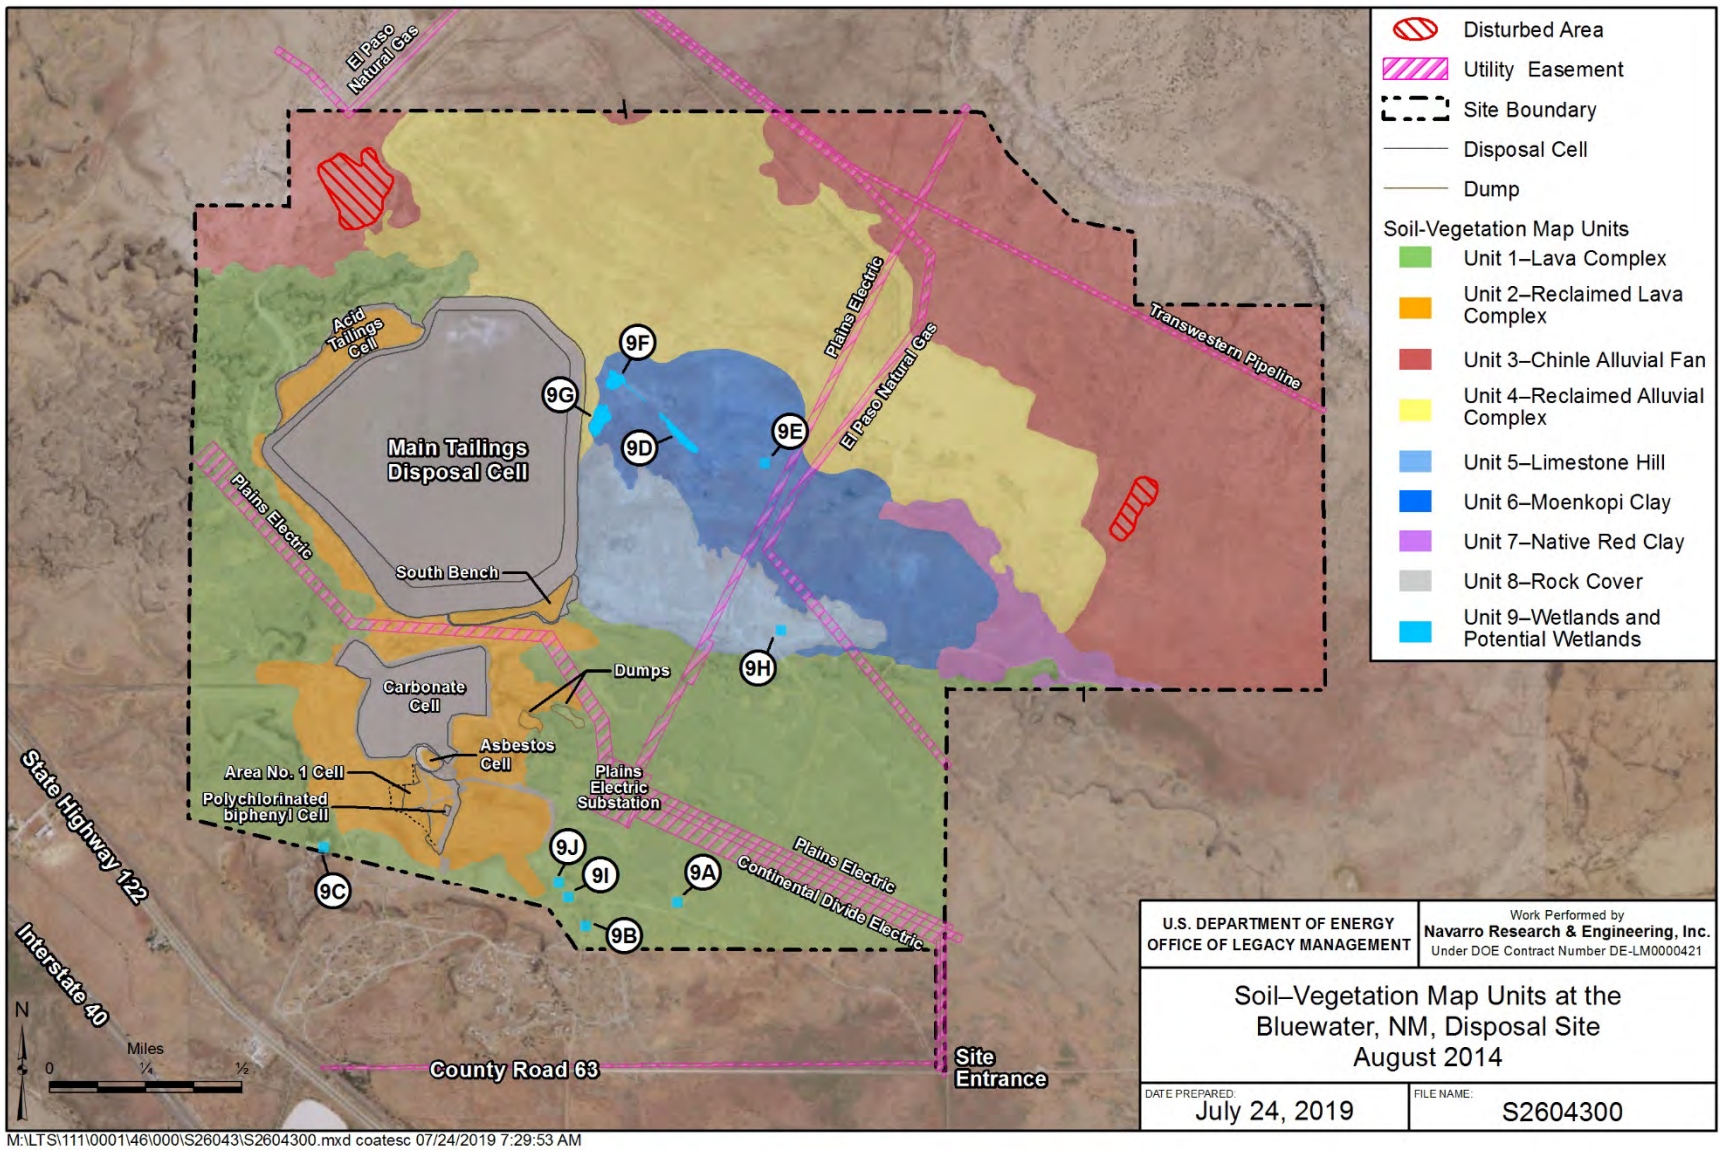 El Paso
Natural Gas
Disturbed Area
Utility Easement
Site Boundary
Disposal Cell
Dump
Soil-Vegetation Map Units
Unit 1–Lava Complex
Unit 2–Reclaimed Lava
Complex
Unit 3–Chinle Alluvial Fan
Unit 4–Reclaimed Alluvial
Complex
Unit 5–Limestone Hill
Unit 6–Moenkopi Clay
Unit 7–Native Red Clay
Unit 8–Rock Cover
Unit 9–Wetlands and
Potential Wetlands
Acid
Tailings
Cell
9F
9G
9D
9E
Plains Electric
El Paso Natural Gas
Transwestern Pipeline
Main Tailings
Disposal Cell
Plains Electric
South Bench
9H
Dumps
Carbonate
Cell
Asbestos
Cell
Area No. 1 Cell
Polychlorinated
biphenyl Cell
Plains
Electric
Substation
Plains Electric
Continental Divide Electric
9J
9I
9A
9C
9B
State Highway 122
Interstate 40
N
Miles
0 ¼ ½
County Road 63
Site
Entrance
U.S. DEPARTMENT OF ENERGY
OFFICE OF LEGACY MANAGEMENT
Work Performed by
Navarro Research & Engineering, Inc.
Under DOE Contract Number DE-LM0000421
Soil–Vegetation Map Units at the
Bluewater, NM, Disposal Site
August 2014
DATE PREPARED:
July 24, 2019
FILE NAME:
S2604300
M:\LTS\111\0001\46\000\S26043\S2604300.mxd coatesc 07/24/2019 7:29:53 AM